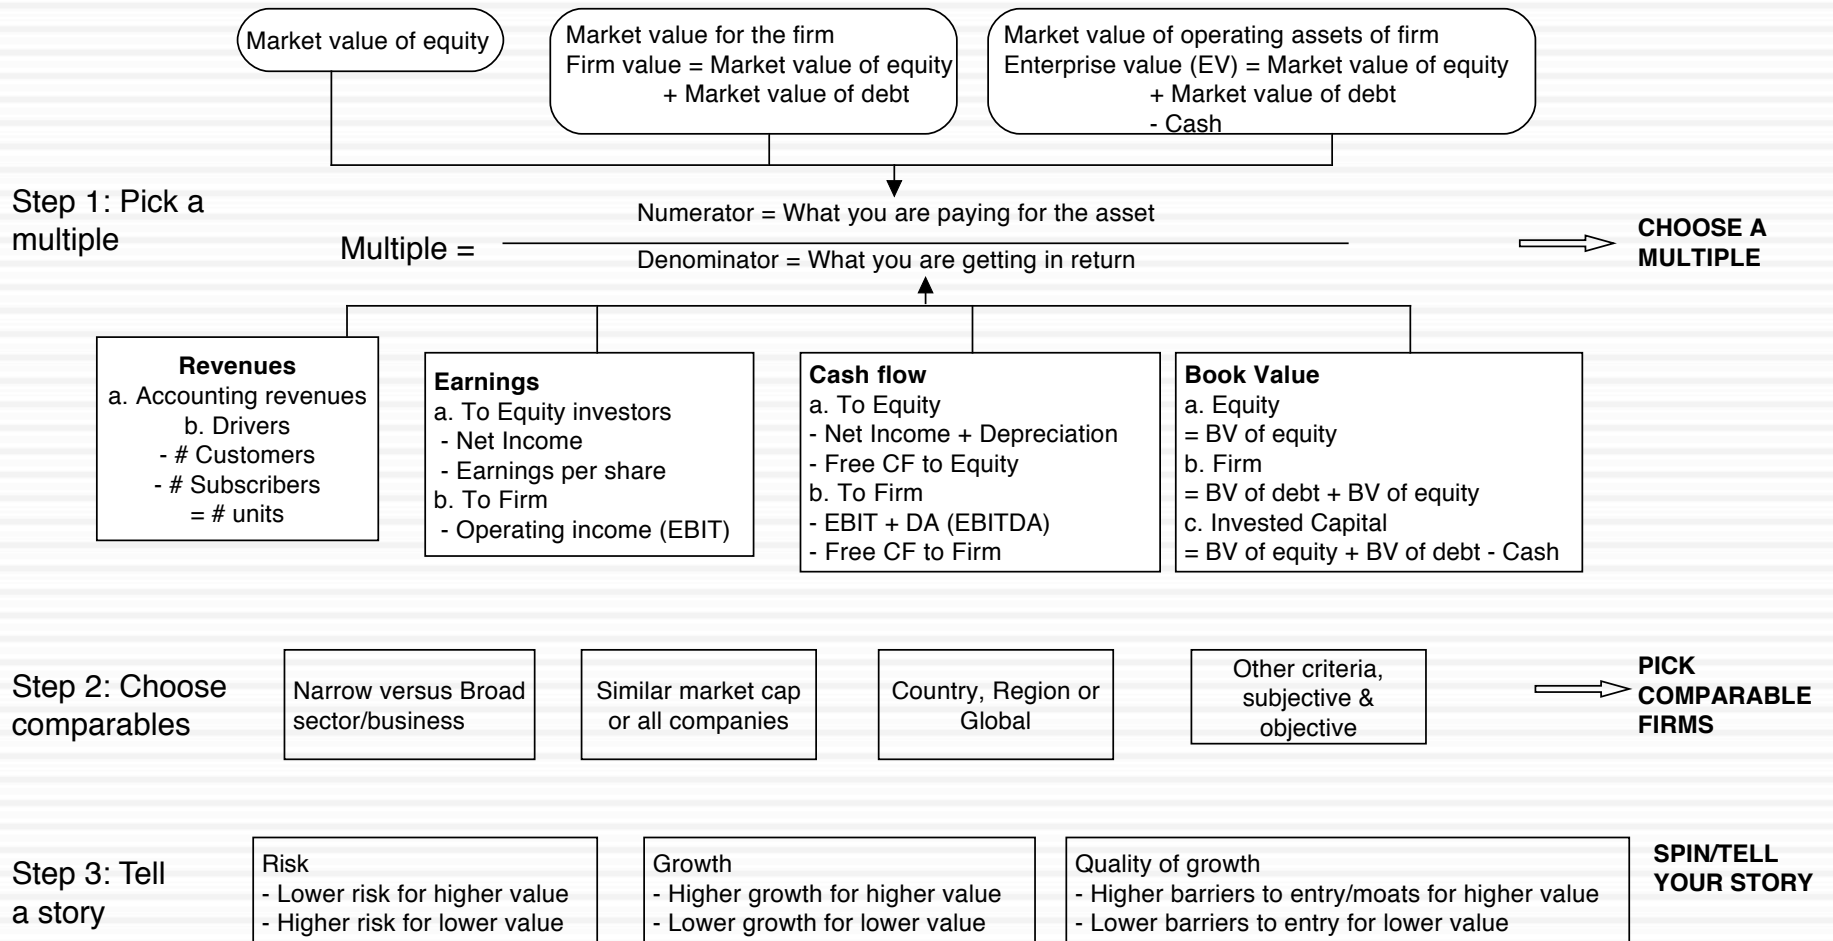 Market value of equity
Market value for the firm
Firm value = Market value of equity
+ Market value of debt
Market value of operating assets of firm
Enterprise value (EV) = Market value of equity
+ Market value of debt
- Cash
Step 1: Pick a
multiple
Multiple =
Numerator = What you are paying for the asset
Denominator = What you are getting in return
CHOOSE A
MULTIPLE
Revenues
a. Accounting revenues
b. Drivers
- # Customers
- # Subscribers
= # units
Earnings
a. To Equity investors
- Net Income
- Earnings per share
b. To Firm
- Operating income (EBIT)
Cash flow
a. To Equity
- Net Income + Depreciation
- Free CF to Equity
b. To Firm
- EBIT + DA (EBITDA)
- Free CF to Firm
Book Value
a. Equity
= BV of equity
b. Firm
= BV of debt + BV of equity
c. Invested Capital
= BV of equity + BV of debt - Cash
Step 2: Choose
comparables
Narrow versus Broad
sector/business
Similar market cap
or all companies
Country, Region or
Global
Other criteria,
subjective &
objective
PICK
COMPARABLE
FIRMS
Step 3: Tell
a story
Risk
- Lower risk for higher value
- Higher risk for lower value
Growth
- Higher growth for higher value
- Lower growth for lower value
Quality of growth
- Higher barriers to entry/moats for higher value
- Lower barriers to entry for lower value
SPIN/TELL
YOUR STORY